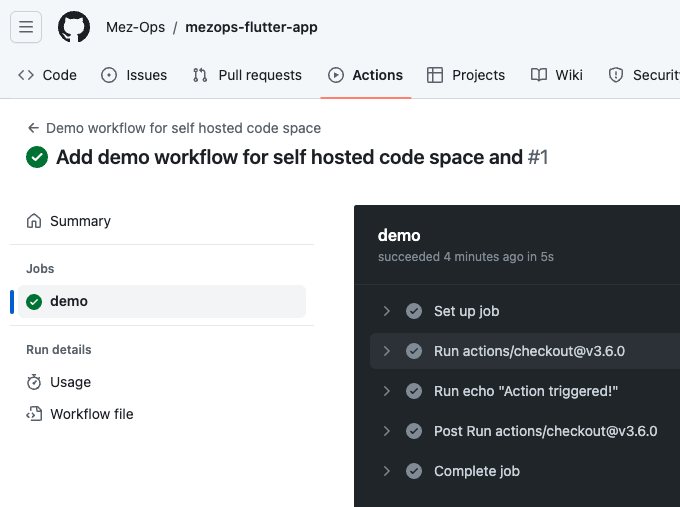 Mez-Ops / mezops-flutter-app
Code Issues Pull requests Actions Projects Wiki
Demo workflow for self hosted code space
Add demo workflow for self hosted code space and #1
Summary
Jobs
demo
Run details
Usage
Workflow file
demo
succeeded 4 minutes ago in 5s
Set up job
Run actions/checkout@v3.6.0
Run echo "Action triggered!"
Post Run actions/checkout@v3.6.0
Complete job